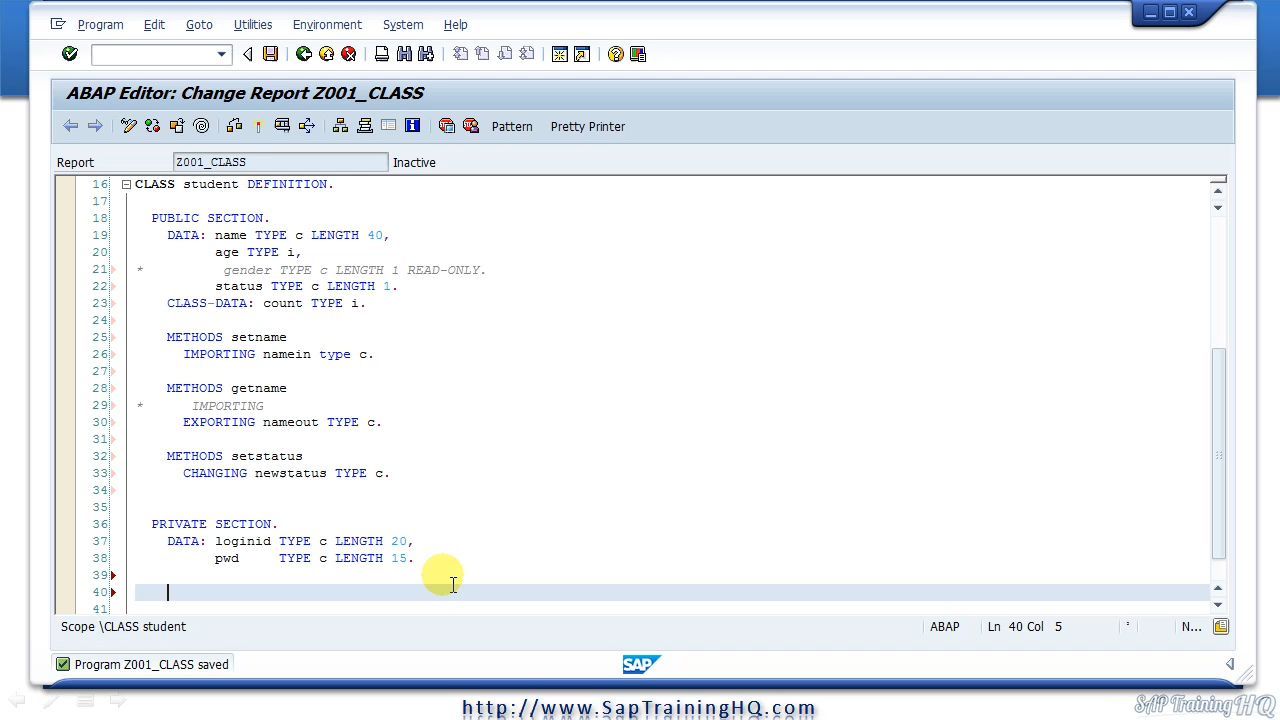 Program Edit Goto Utilities Environment System Help
ABAP Editor: Change Report Z001_CLASS
Pattern Pretty Printer
Report Z001_CLASS Inactive
16 CLASS student DEFINITION.
17
18 PUBLIC SECTION.
19 DATA: name TYPE c LENGTH 40,
20 age TYPE i,
21 * gender TYPE c LENGTH 1 READ-ONLY.
22 status TYPE c LENGTH 1.
23 CLASS-DATA: count TYPE i.
24
25 METHODS setname
26 IMPORTING namein type c.
27
28 METHODS getname
29 * IMPORTING
30 EXPORTING nameout TYPE c.
31
32 METHODS setstatus
33 CHANGING newstatus TYPE c.
34
35
36 PRIVATE SECTION.
37 DATA: loginid TYPE c LENGTH 20,
38 pwd TYPE c LENGTH 15.
39
40
41
Scope \CLASS student ABAP Ln 40 Col 5 N...
Program Z001_CLASS saved SAP
http://www.SapTrainingHQ.com SAP Training HQ